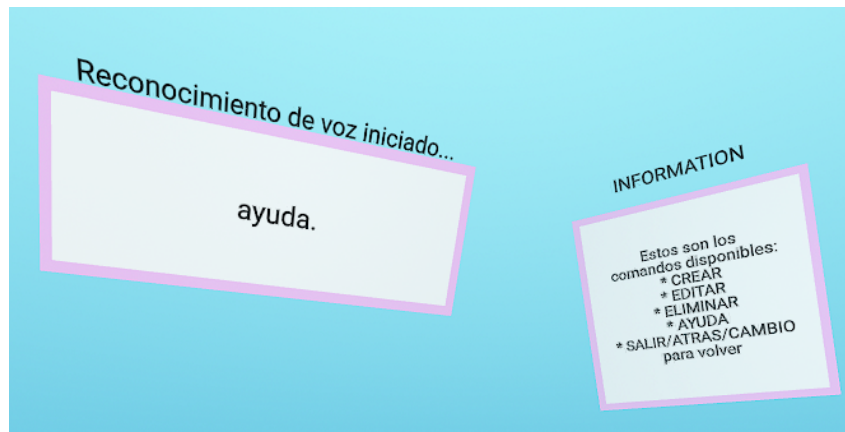 Reconocimiento de voz iniciado...
ayuda.
INFORMATION
Estos son los
comandos disponibles:
* CREAR
* EDITAR
* ELIMINAR
* AYUDA
* SALIR/ATRAS/CAMBIO
para volver